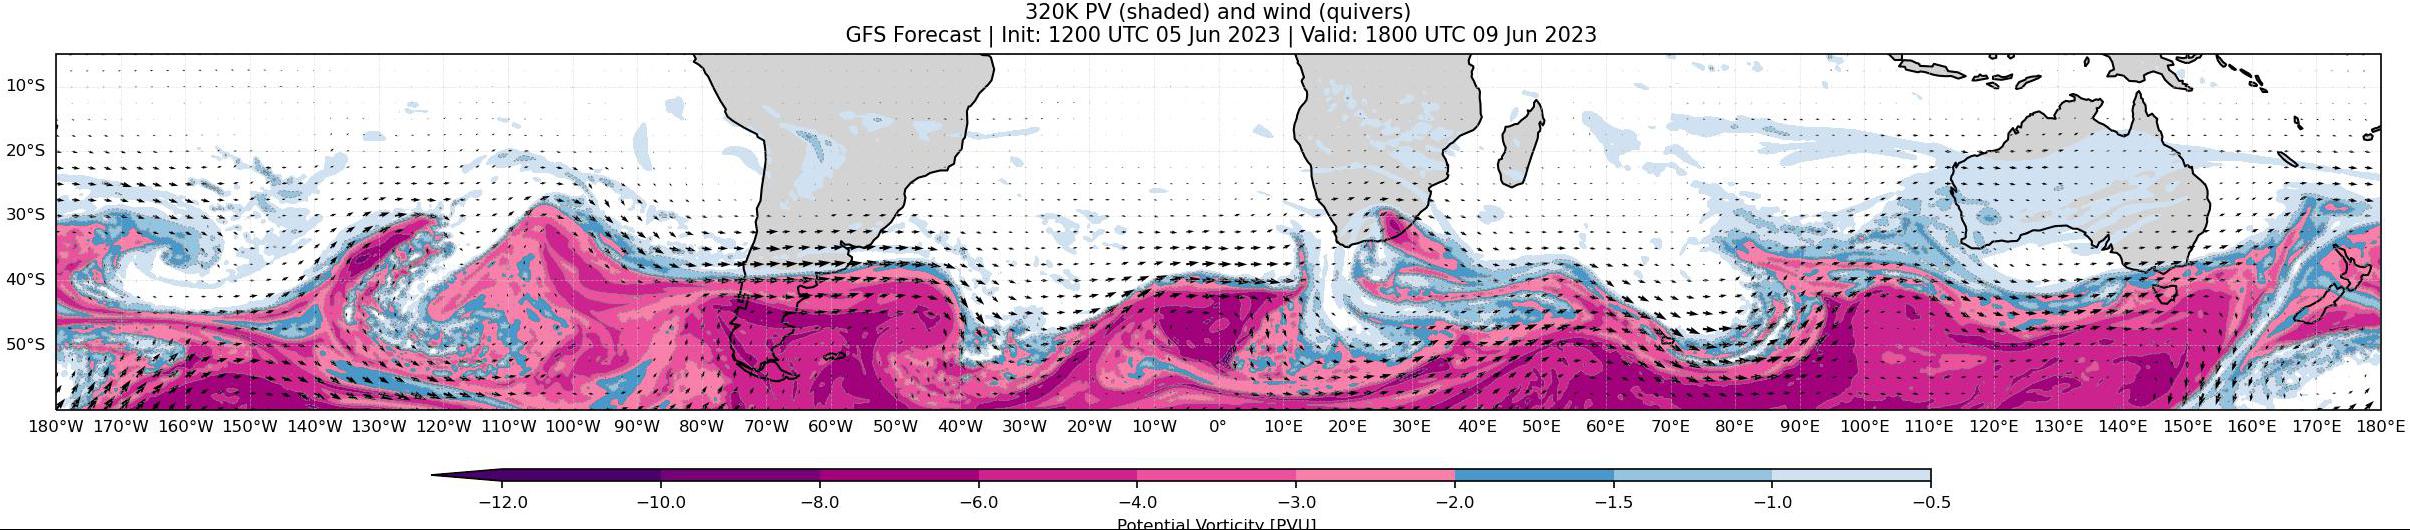 320K PV (shaded) and wind (quivers)
GFS Forecast | Init: 1200 UTC 05 Jun 2023 | Valid: 1800 UTC 09 Jun 2023
10°S
20°S
30°S
40°S
50°S
180°W 170°W 160°W 150°W 140°W 130°W 120°W 110°W 100°W 90°W 80°W 70°W 60°W 50°W 40°W 30°W 20°W 10°W 0° 10°E 20°E 30°E 40°E 50°E 60°E 70°E 80°E 90°E 100°E 110°E 120°E 130°E 140°E 150°E 160°E 170°E 180°E
−12.0 −10.0 −8.0 −6.0 −4.0 −3.0 −2.0 −1.5 −1.0 −0.5
Potential Vorticity [PVU]